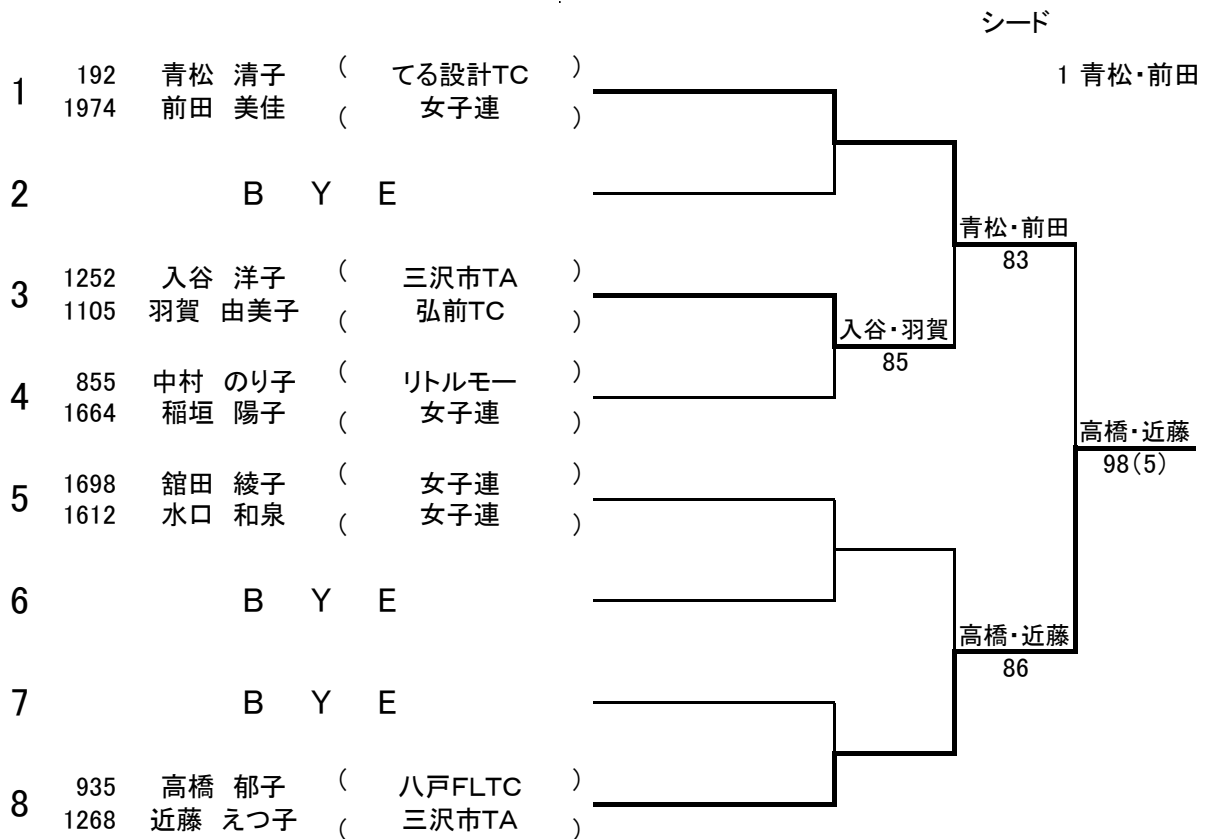 シード
1 青松・前田
1 192 青松 清子 ( てる設計TC )
1974 前田 美佳 ( 女子連 )
2 BYE
青松・前田
83
3 1252 入谷 洋子 ( 三沢市TA )
1105 羽賀 由美子 ( 弘前TC )
入谷・羽賀
85
4 855 中村 のり子 ( リトルモー )
1664 稲垣 陽子 ( 女子連 )
高橋・近藤
98(5)
5 1698 舘田 綾子 ( 女子連 )
1612 水口 和泉 ( 女子連 )
6 BYE
高橋・近藤
86
7 BYE
8 935 高橋 郁子 ( 八戸FLTC )
1268 近藤 えつ子 ( 三沢市TA )